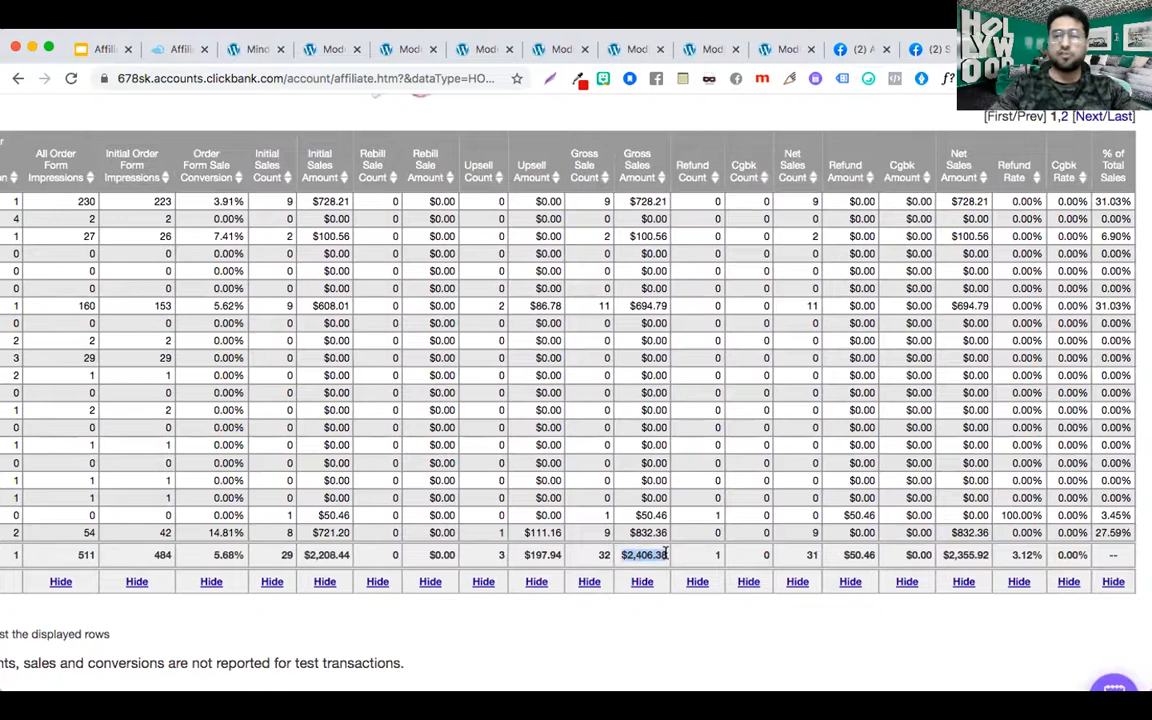 Affili
Affili
Mind
Mode
Mod
Mod
Mod
Mod
Mod
Mod
(2) A
(2) S
678sk.accounts.clickbank.com/account/affiliate.htm?&dataType=HO...
HOLLYWOOD
[First/Prev] 1,2 [Next/Last]
All Order Form Impressions Initial Order Form Impressions Order Form Sale Conversion Initial Sales Count Initial Sales Amount Rebill Sale Count Rebill Sale Amount Upsell Count Upsell Amount Gross Sale Count Gross Sales Amount Refund Count Cgbk Count Net Sales Count Refund Amount Cgbk Amount Net Sales Amount Refund Rate Cgbk Rate % of Total Sales
1 230 223 3.91% 9 $728.21 0 $0.00 0 $0.00 9 $728.21 0 0 9 $0.00 $0.00 $728.21 0.00% 0.00% 31.03%
4 2 2 0.00% 0 $0.00 0 $0.00 0 $0.00 0 $0.00 0 0 0 $0.00 $0.00 $0.00 0.00% 0.00% 0.00%
1 27 26 7.41% 2 $100.56 0 $0.00 0 $0.00 2 $100.56 0 0 2 $0.00 $0.00 $100.56 0.00% 0.00% 6.90%
0 0 0 0.00% 0 $0.00 0 $0.00 0 $0.00 0 $0.00 0 0 0 $0.00 $0.00 $0.00 0.00% 0.00% 0.00%
0 0 0 0.00% 0 $0.00 0 $0.00 0 $0.00 0 $0.00 0 0 0 $0.00 $0.00 $0.00 0.00% 0.00% 0.00%
0 0 0 0.00% 0 $0.00 0 $0.00 0 $0.00 0 $0.00 0 0 0 $0.00 $0.00 $0.00 0.00% 0.00% 0.00%
1 160 153 5.62% 9 $608.01 0 $0.00 2 $86.78 11 $694.79 0 0 11 $0.00 $0.00 $694.79 0.00% 0.00% 31.03%
0 0 0 0.00% 0 $0.00 0 $0.00 0 $0.00 0 $0.00 0 0 0 $0.00 $0.00 $0.00 0.00% 0.00% 0.00%
2 2 2 0.00% 0 $0.00 0 $0.00 0 $0.00 0 $0.00 0 0 0 $0.00 $0.00 $0.00 0.00% 0.00% 0.00%
3 29 29 0.00% 0 $0.00 0 $0.00 0 $0.00 0 $0.00 0 0 0 $0.00 $0.00 $0.00 0.00% 0.00% 0.00%
2 1 1 0.00% 0 $0.00 0 $0.00 0 $0.00 0 $0.00 0 0 0 $0.00 $0.00 $0.00 0.00% 0.00% 0.00%
0 0 0 0.00% 0 $0.00 0 $0.00 0 $0.00 0 $0.00 0 0 0 $0.00 $0.00 $0.00 0.00% 0.00% 0.00%
1 2 2 0.00% 0 $0.00 0 $0.00 0 $0.00 0 $0.00 0 0 0 $0.00 $0.00 $0.00 0.00% 0.00% 0.00%
0 0 0 0.00% 0 $0.00 0 $0.00 0 $0.00 0 $0.00 0 0 0 $0.00 $0.00 $0.00 0.00% 0.00% 0.00%
1 1 1 0.00% 0 $0.00 0 $0.00 0 $0.00 0 $0.00 0 0 0 $0.00 $0.00 $0.00 0.00% 0.00% 0.00%
0 0 0 0.00% 0 $0.00 0 $0.00 0 $0.00 0 $0.00 0 0 0 $0.00 $0.00 $0.00 0.00% 0.00% 0.00%
1 1 1 0.00% 0 $0.00 0 $0.00 0 $0.00 0 $0.00 0 0 0 $0.00 $0.00 $0.00 0.00% 0.00% 0.00%
1 1 1 0.00% 0 $0.00 0 $0.00 0 $0.00 0 $0.00 0 0 0 $0.00 $0.00 $0.00 0.00% 0.00% 0.00%
0 0 0 0.00% 1 $50.46 0 $0.00 0 $0.00 1 $50.46 1 0 0 $50.46 $0.00 $0.00 100.00% 0.00% 3.45%
2 54 42 14.81% 8 $721.20 0 $0.00 1 $111.16 9 $832.36 0 0 9 $0.00 $0.00 $832.36 0.00% 0.00% 27.59%
1 511 484 5.68% 29 $2,208.44 0 $0.00 3 $197.94 32 $2,406.38 1 0 31 $50.46 $0.00 $2,355.92 3.12% 0.00% --
Hide Hide Hide Hide Hide Hide Hide Hide Hide Hide Hide Hide Hide Hide Hide Hide Hide Hide Hide Hide
st the displayed rows
nts, sales and conversions are not reported for test transactions.